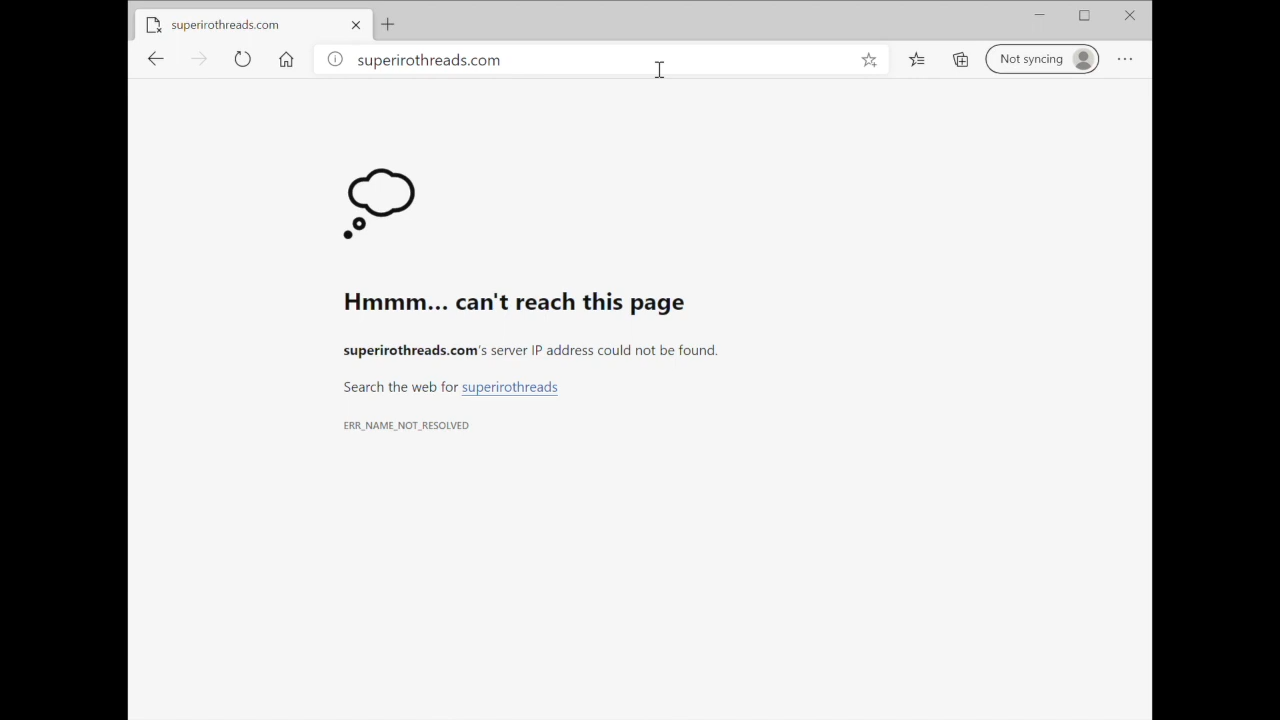 superirothreads.com
superirothreads.com
Not syncing
Hmmm... can't reach this page
superirothreads.com's server IP address could not be found.
Search the web for superirothreads
ERR_NAME_NOT_RESOLVED